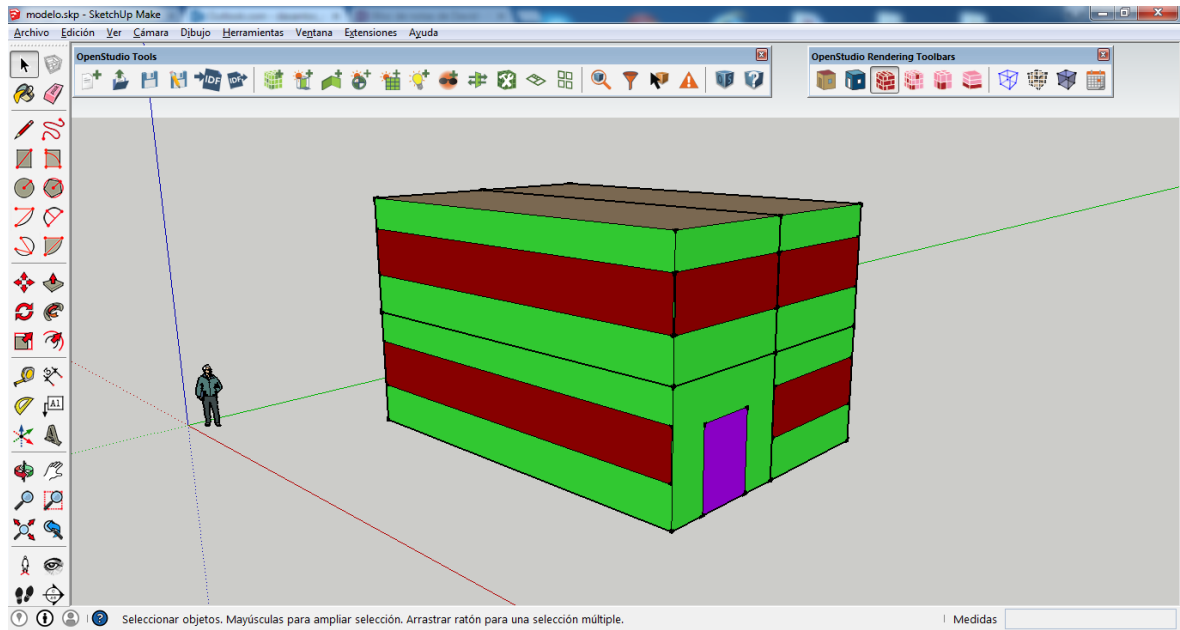 modelo.skp - SketchUp Make
Archivo Edición Ver Cámara Dibujo Herramientas Ventana Extensiones Ayuda
OpenStudio Tools
OpenStudio Rendering Toolbars
IDF IDF
A1
Seleccionar objetos. Mayúsculas para ampliar selección. Arrastrar ratón para una selección múltiple.
Medidas